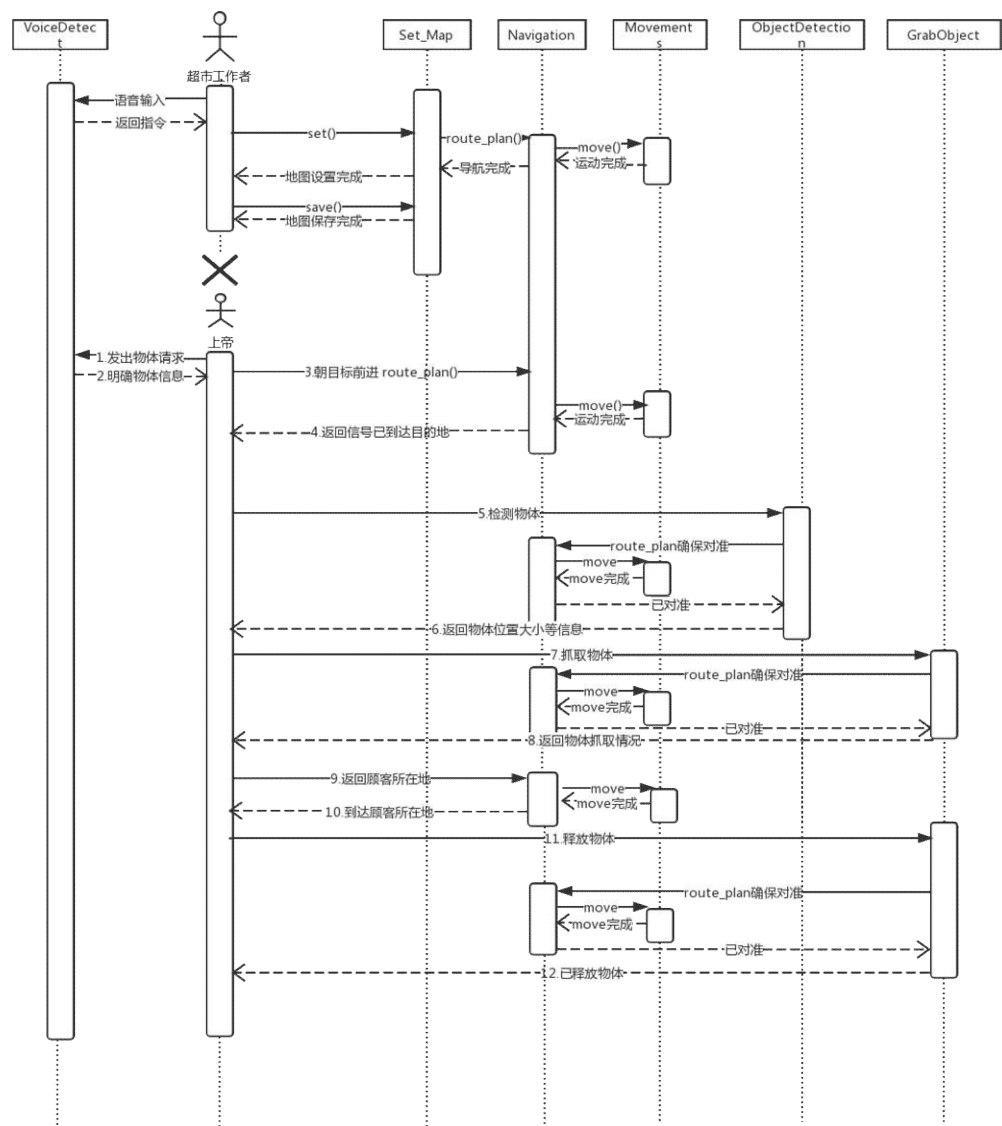 VoiceDetec
t
超市工作者
Set_Map
Navigation
Movement
s
ObjectDetectio
n
GrabObject
语音输入
返回指令
set()
route_plan()
move()
运动完成
导航完成
地图设置完成
save()
地图保存完成
上帝
1.发出物体请求
2.明确物体信息
3.朝目标前进 route_plan()
move()
运动完成
4.返回信号已到达目的地
5.检测物体
route_plan确保对准
move
move完成
已对准
6.返回物体位置大小等信息
7.抓取物体
route_plan确保对准
move
move完成
已对准
8.返回物体抓取情况
9.返回顾客所在地
move
move完成
10.到达顾客所在地
11.释放物体
route_plan确保对准
move
move完成
已对准
12.已释放物体